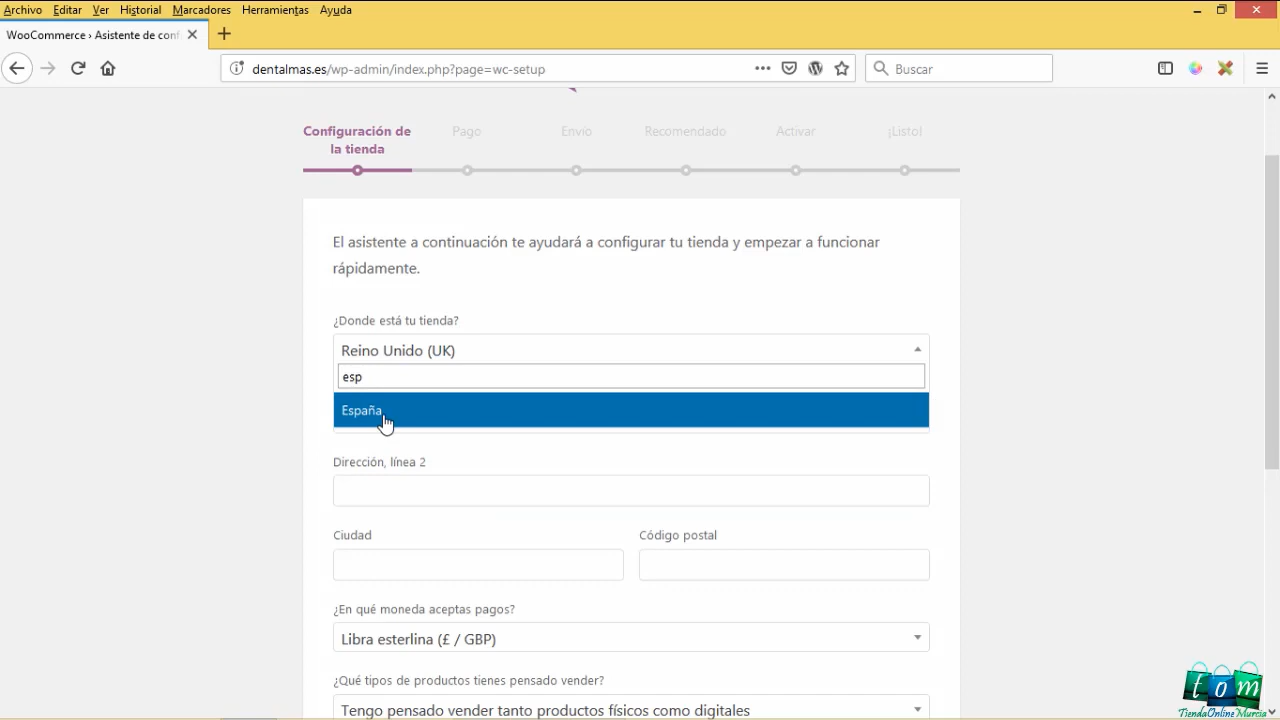 Archivo Editar Ver Historial Marcadores Herramientas Ayuda
WooCommerce › Asistente de conf
dentalmas.es/wp-admin/index.php?page=wc-setup
Buscar
Configuración de
la tienda
Pago
Envío
Recomendado
Activar
¡Listo!
El asistente a continuación te ayudará a configurar tu tienda y empezar a funcionar
rápidamente.
¿Donde está tu tienda?
Reino Unido (UK)
esp
España
Dirección, línea 2
Ciudad
Código postal
¿En qué moneda aceptas pagos?
Libra esterlina (£ / GBP)
¿Qué tipos de productos tienes pensado vender?
Tengo pensado vender tanto productos físicos como digitales
tom
TiendaOnlineMurcia